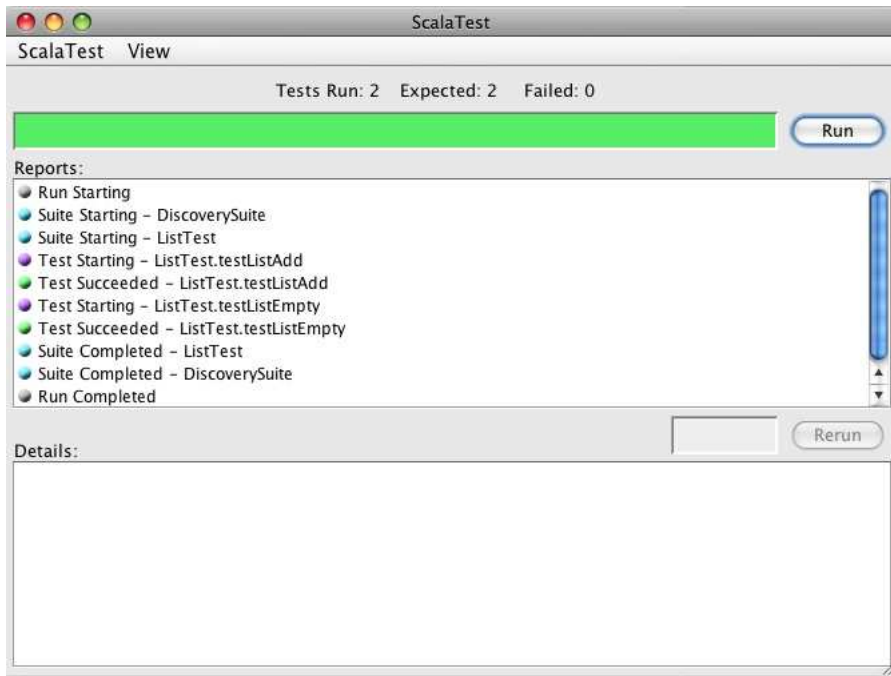 ScalaTest
ScalaTest View
Tests Run: 2 Expected: 2 Failed: 0
Run
Reports:
Run Starting
Suite Starting – DiscoverySuite
Suite Starting – ListTest
Test Starting – ListTest.testListAdd
Test Succeeded – ListTest.testListAdd
Test Starting – ListTest.testListEmpty
Test Succeeded – ListTest.testListEmpty
Suite Completed – ListTest
Suite Completed – DiscoverySuite
Run Completed
Rerun
Details: